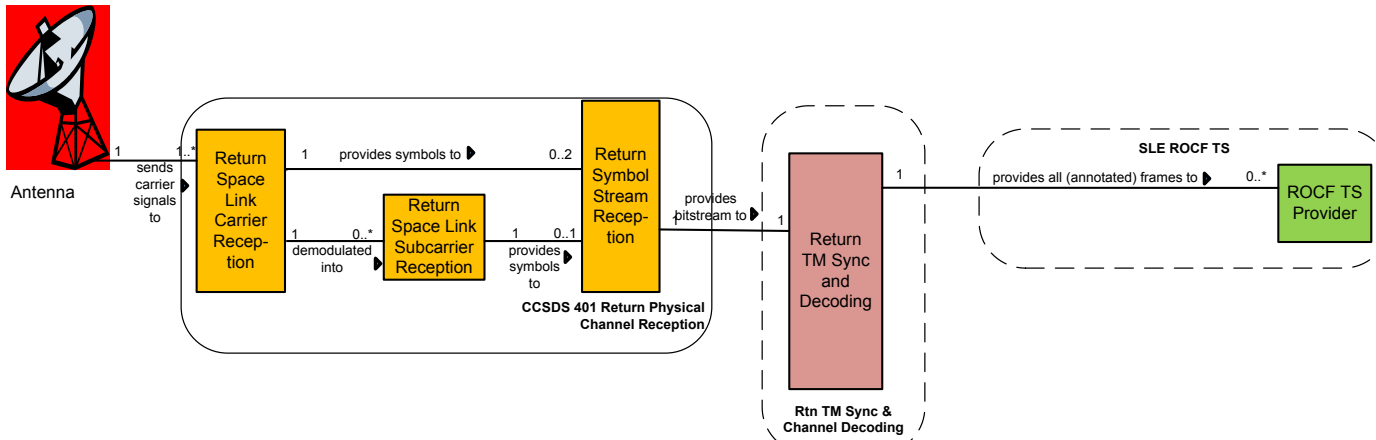 Antenna
1
1..*
sends
carrier
signals
to
Return
Space
Link
Carrier
Recep-
tion
1
provides symbols to
0..2
1
0..*
demodulated
into
Return
Space Link
Subcarrier
Reception
1
0..1
provides
symbols
to
Return
Symbol
Stream
Recep-
tion
CCSDS 401 Return Physical
Channel Reception
1
provides
bitstream to
1
Return
TM Sync
and
Decoding
Rtn TM Sync &
Channel Decoding
1
provides all (annotated) frames to
0..*
SLE ROCF TS
ROCF TS
Provider